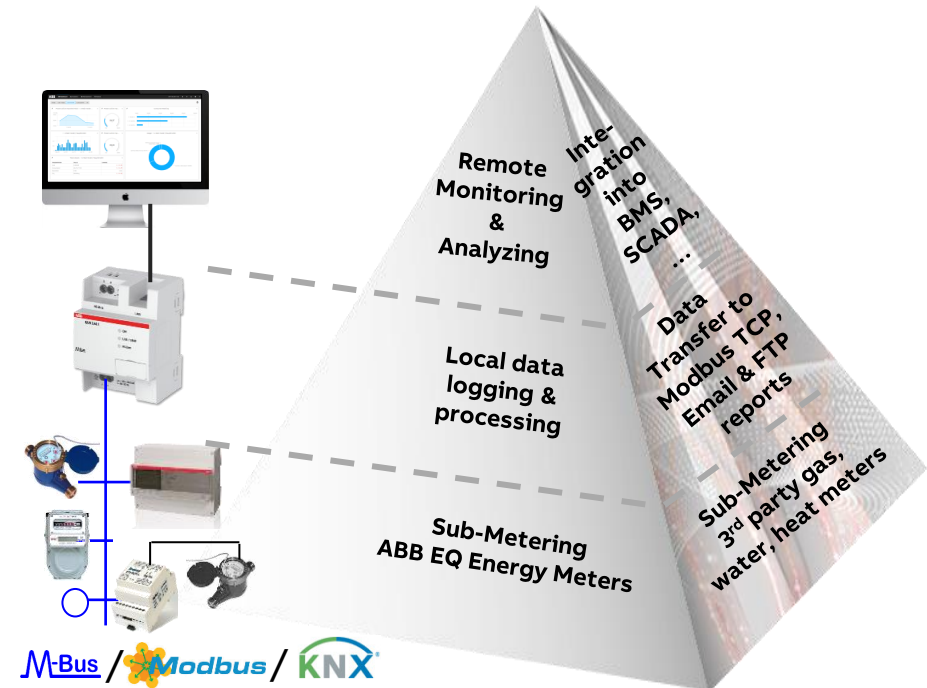 Remote
Monitoring
&
Analyzing
Inte-
gration
into
BMS,
SCADA,
...
Local data
logging &
processing
Data
Transfer to
Modbus TCP,
Email & FTP
reports
Sub-Metering
ABB EQ Energy Meters
Sub-Metering
3rd party gas,
water, heat meters
M-Bus / Modbus / KNX®